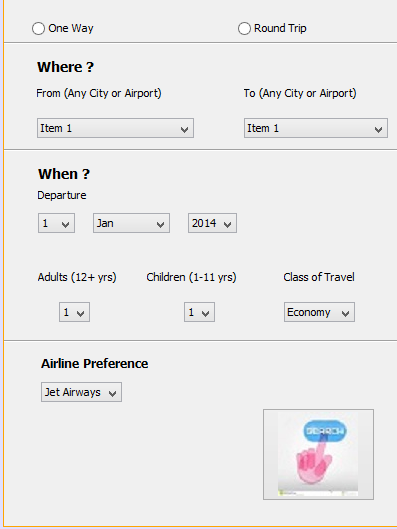 One Way Round Trip
Where ?
From (Any City or Airport) To (Any City or Airport)
Item 1 Item 1
When ?
Departure
1 Jan 2014
Adults (12+ yrs) Children (1-11 yrs) Class of Travel
1 1 Economy
Airline Preference
Jet Airways
SEARCH